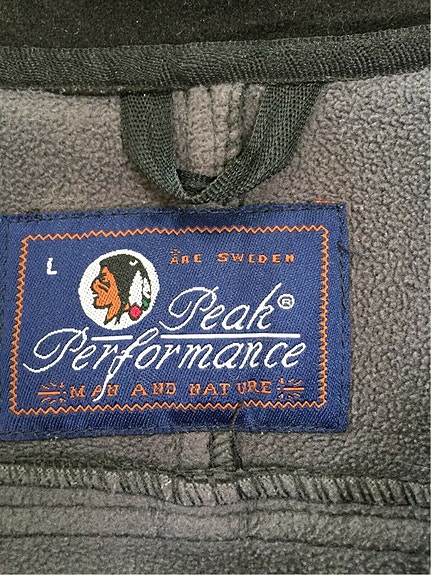 L
ÅRE SWEDEN
Peak®
Performance
MAN AND NATURE